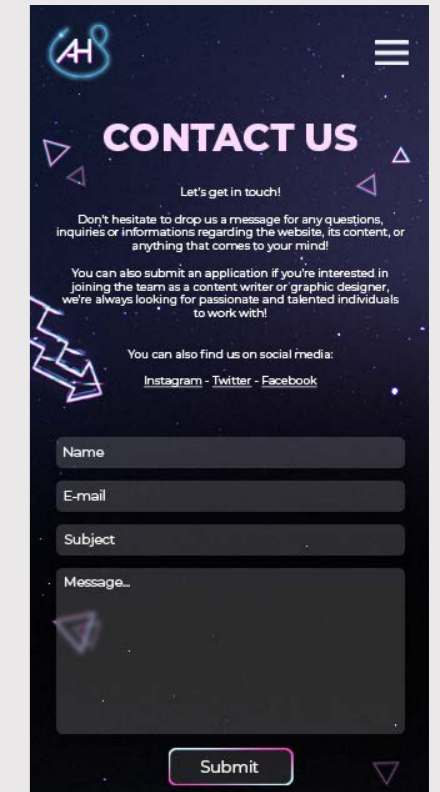 AH8
CONTACT US
Let's get in touch!
Don't hesitate to drop us a message for any questions,
inquiries or informations regarding the website, its content, or
anything that comes to your mind!
You can also submit an application if you're interested in
joining the team as a content writer or graphic designer,
we're always looking for passionate and talented individuals
to work with!
You can also find us on social media:
Instagram - Twitter - Facebook
Name
E-mail
Subject
Message...
Submit